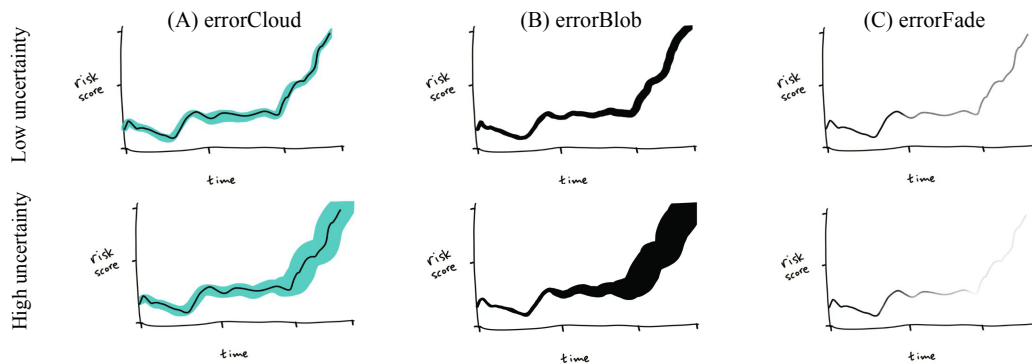 (A) errorCloud
(B) errorBlob
(C) errorFade
Low uncertainty
risk
score
time
risk
score
time
risk
score
time
High uncertainty
risk
score
time
risk
score
time
risk
score
time